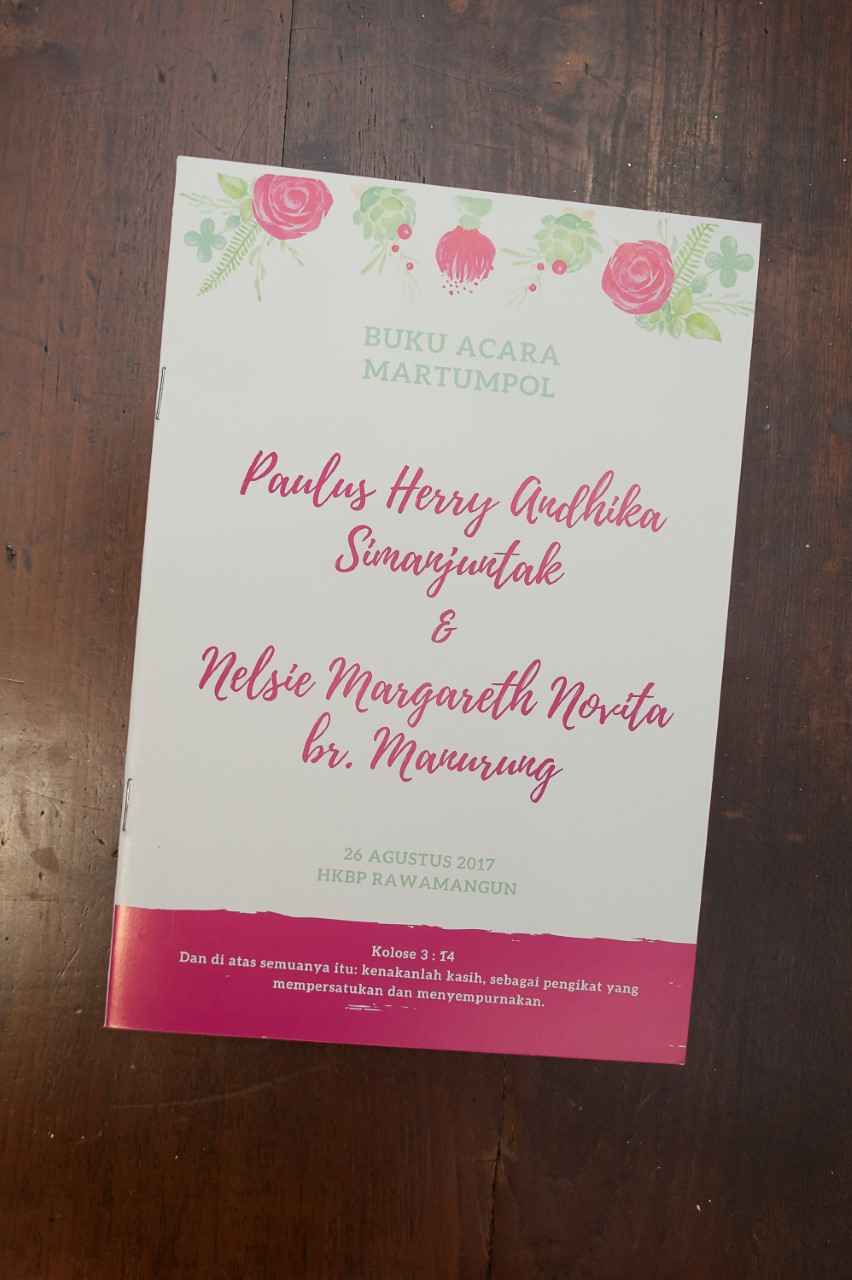 BUKU ACARA
MARTUMPOL
Paulus Herry Andhika
Simanjuntak
&
Nelsie Margareth Novita
br. Manurung
26 AGUSTUS 2017
HKBP RAWAMANGUN
Kolose 3 : 14
Dan di atas semuanya itu: kenakanlah kasih, sebagai pengikat yang
mempersatukan dan menyempurnakan.